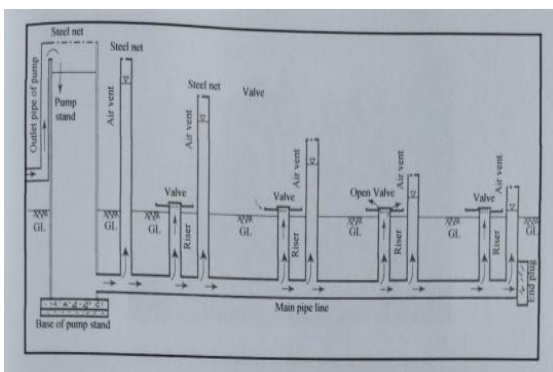 Steel net
Steel net
Steel net
Valve
Outlet pipe of pump
Pump
stand
Air vent
Air vent
Air vent
Air vent
Air vent
Valve
Valve
Open Valve
Valve
GL
GL
GL
GL
GL
GL
GL
Riser
Riser
Riser
Riser
End plug
Main pipe line
Base of pump stand